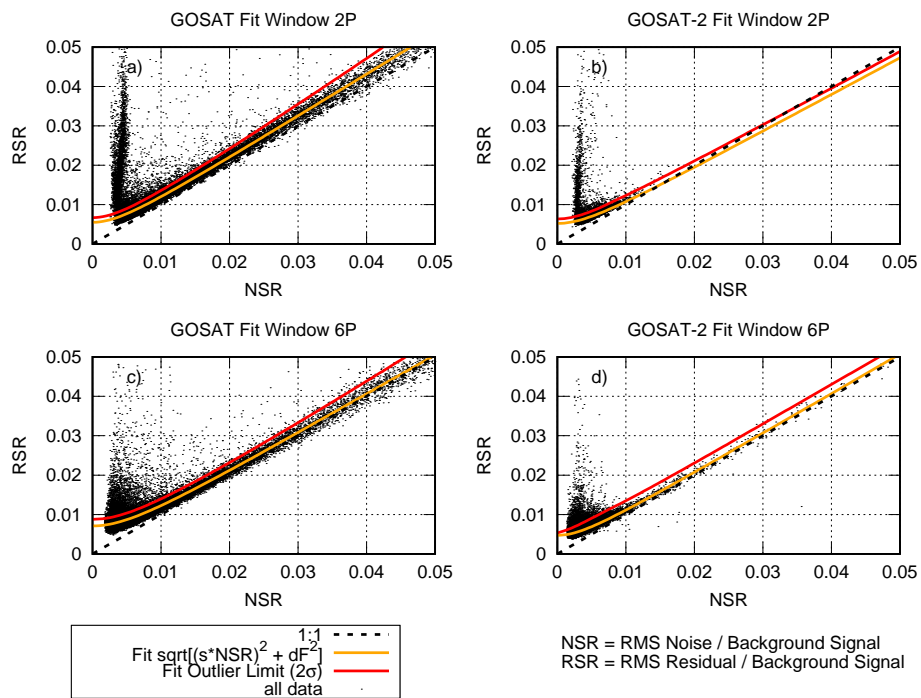 GOSAT Fit Window 2P
GOSAT-2 Fit Window 2P
a)
b)
RSR
0.05
0.04
0.03
0.02
0.01
0
0 0.01 0.02 0.03 0.04 0.05
NSR
RSR
0.05
0.04
0.03
0.02
0.01
0
0 0.01 0.02 0.03 0.04 0.05
NSR
GOSAT Fit Window 6P
GOSAT-2 Fit Window 6P
c)
d)
RSR
0.05
0.04
0.03
0.02
0.01
0
0 0.01 0.02 0.03 0.04 0.05
NSR
RSR
0.05
0.04
0.03
0.02
0.01
0
0 0.01 0.02 0.03 0.04 0.05
NSR
1:1
Fit sqrt[(s*NSR)² + dF²]
Fit Outlier Limit (2σ)
all data
NSR = RMS Noise / Background Signal
RSR = RMS Residual / Background Signal